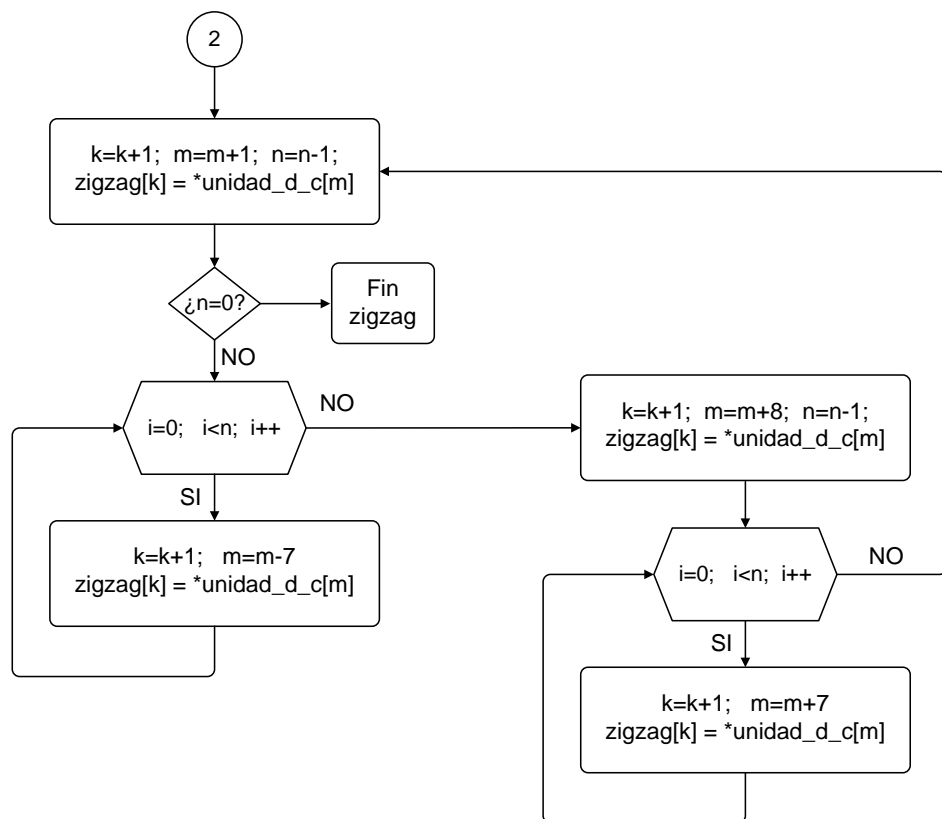 2
k=k+1; m=m+1; n=n-1;
zigzag[k] = *unidad_d_c[m]
¿n=0?
Fin
zigzag
NO
i=0; i<n; i++
NO
SI
k=k+1; m=m-7
zigzag[k] = *unidad_d_c[m]
k=k+1; m=m+8; n=n-1;
zigzag[k] = *unidad_d_c[m]
i=0; i<n; i++
NO
SI
k=k+1; m=m+7
zigzag[k] = *unidad_d_c[m]